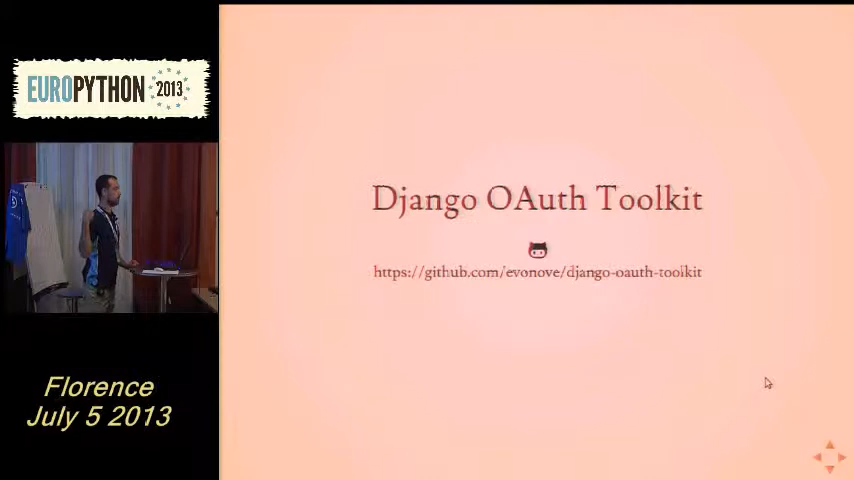 EUROPYTHON 2013
Django OAuth Toolkit
https://github.com/evonove/django-oauth-toolkit
Florence
July 5 2013